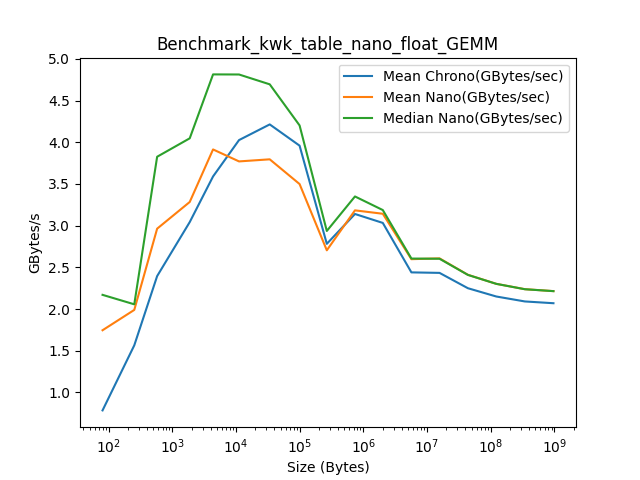 Benchmark_kwk_table_nano_float_GEMM
Mean Chrono(GBytes/sec)
Mean Nano(GBytes/sec)
Median Nano(GBytes/sec)
GBytes/s
5.0
4.5
4.0
3.5
3.0
2.5
2.0
1.5
1.0
10² 10³ 10⁴ 10⁵ 10⁶ 10⁷ 10⁸ 10⁹
Size (Bytes)